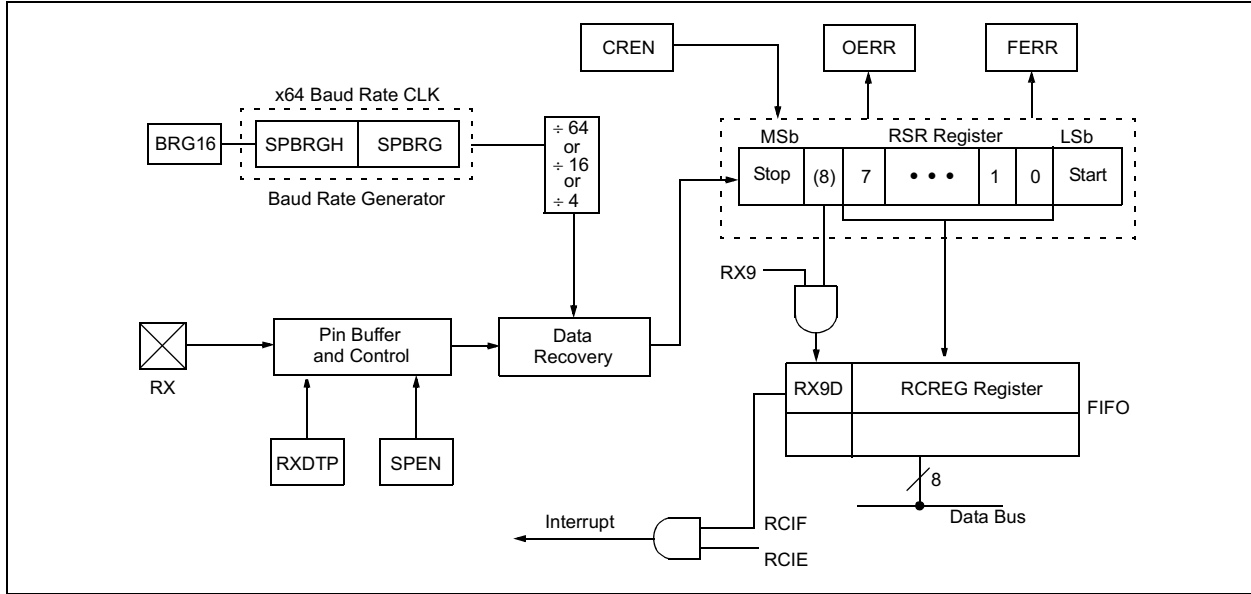 CREN
OERR
FERR
x64 Baud Rate CLK
BRG16
SPBRGH
SPBRG
Baud Rate Generator
÷ 64
or
÷ 16
or
÷ 4
MSb
RSR Register
LSb
Stop
(8)
7
• • •
1
0
Start
RX9
RX
Pin Buffer
and Control
Data
Recovery
RXDTP
SPEN
RX9D
RCREG Register
FIFO
8
Data Bus
Interrupt
RCIF
RCIE